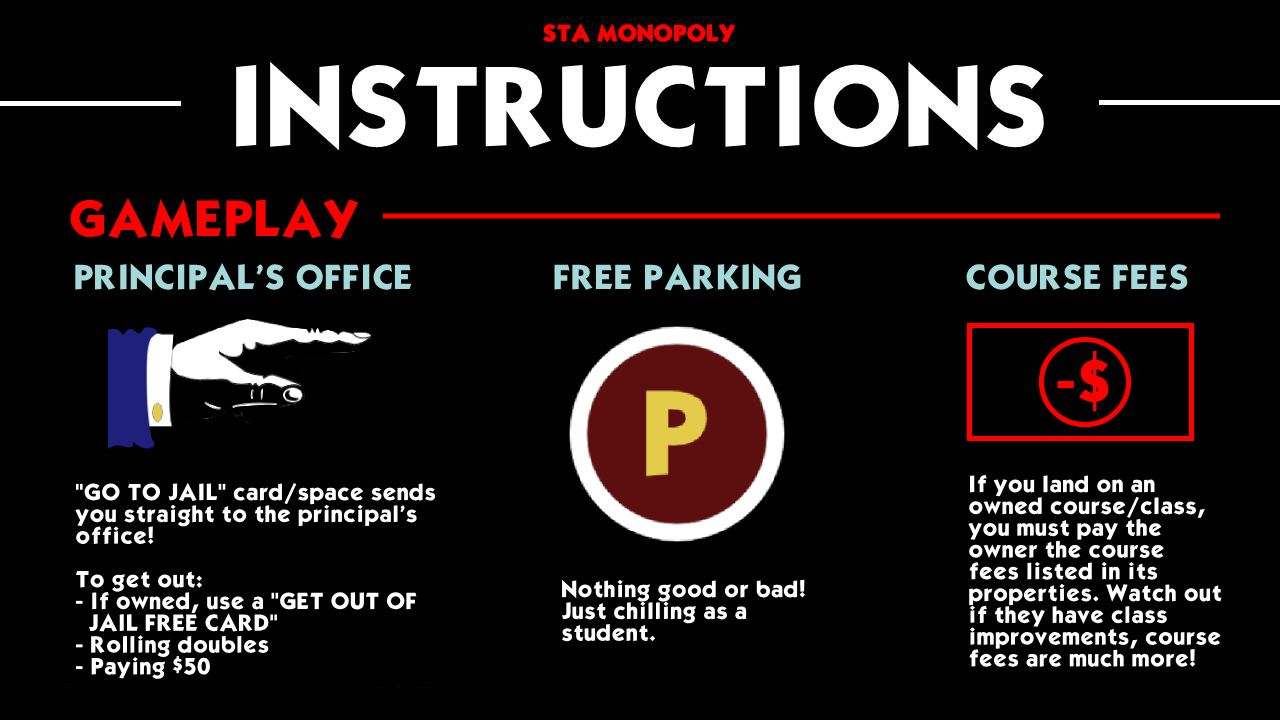 STA MONOPOLY
INSTRUCTIONS
GAMEPLAY
PRINCIPAL'S OFFICE
"GO TO JAIL" card/space sends
you straight to the principal's
office!
To get out:
- If owned, use a "GET OUT OF
JAIL FREE CARD"
- Rolling doubles
- Paying $50
FREE PARKING
P
Nothing good or bad!
Just chilling as a
student.
COURSE FEES
-$
If you land on an
owned course/class,
you must pay the
owner the course
fees listed in its
properties. Watch out
if they have class
improvements, course
fees are much more!